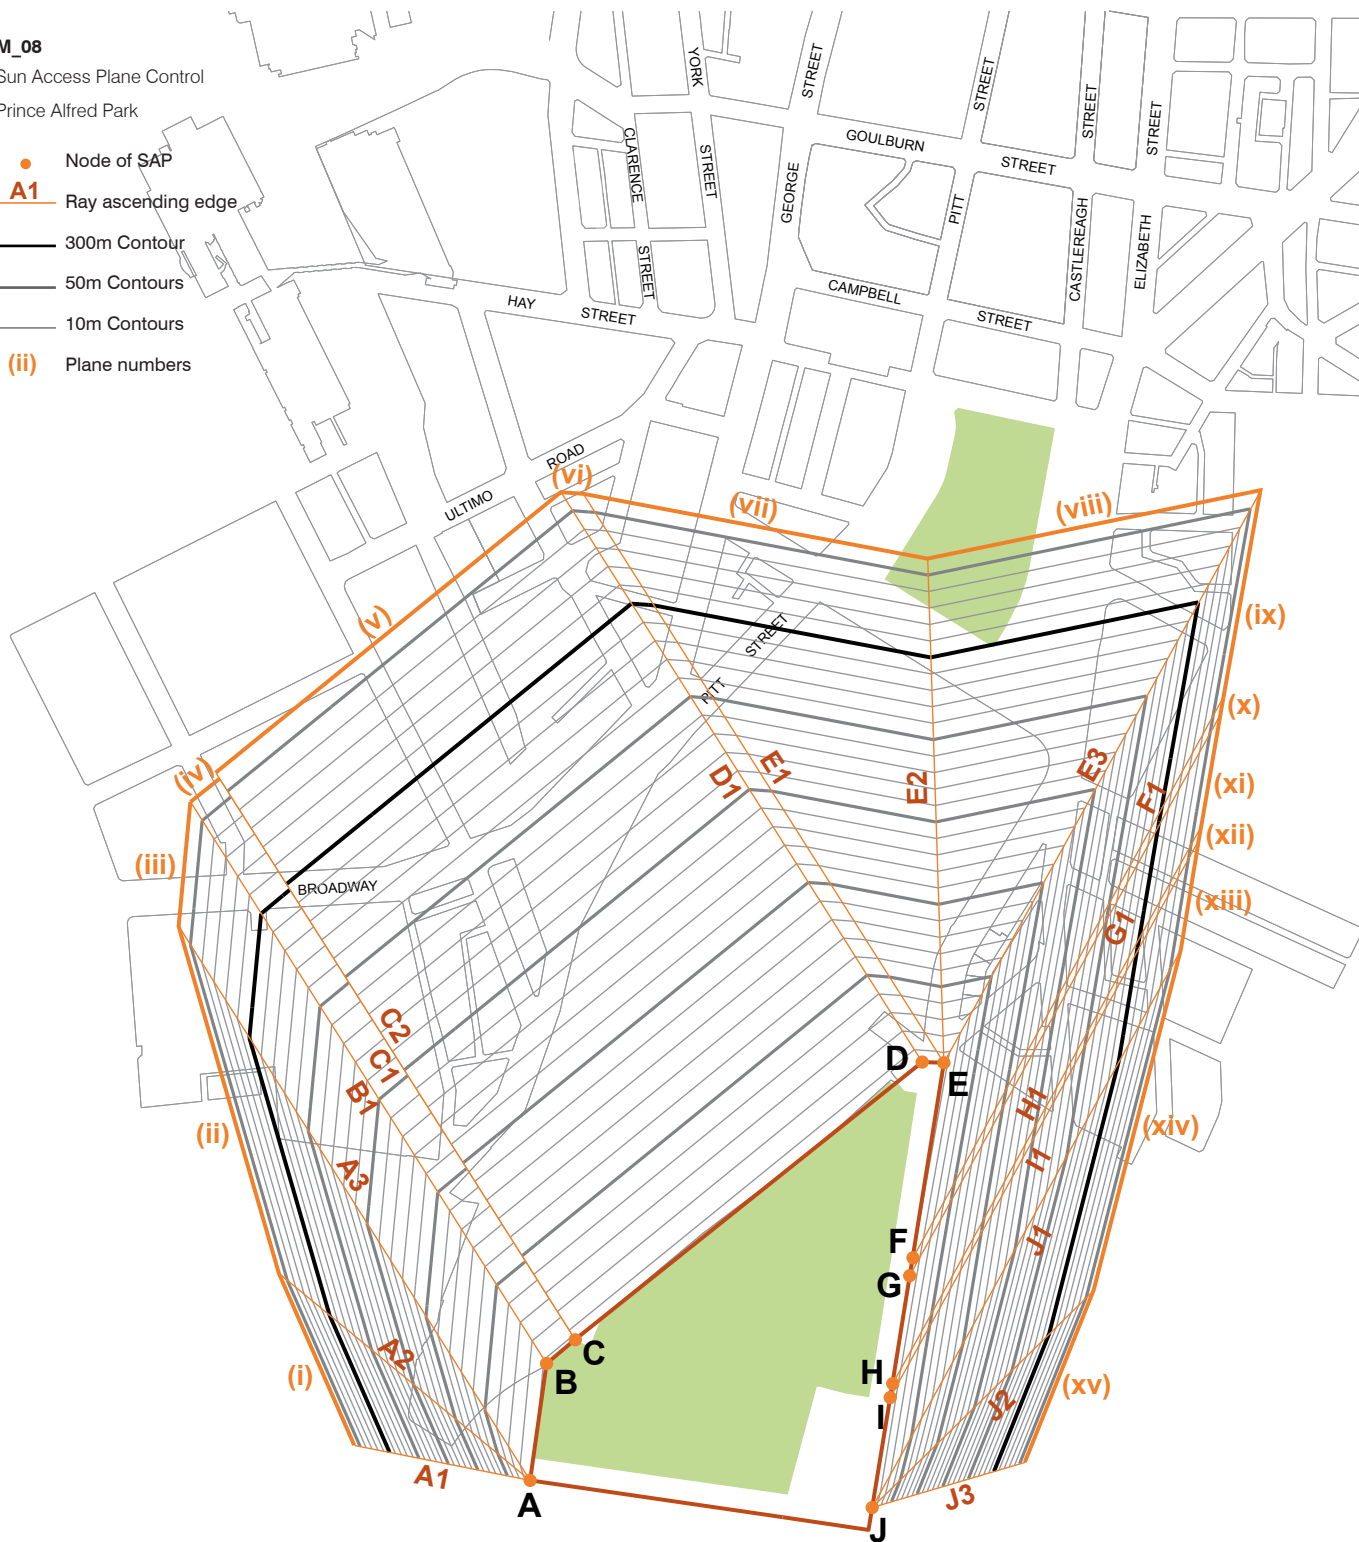 M_08
Sun Access Plane Control
Prince Alfred Park
Node of SAP
A1
Ray ascending edge
300m Contour
50m Contours
10m Contours
(ii) Plane numbers
YORK
STREET
STREET
STREET
STREET
CLARENCE
STREET
GEORGE
GOULBURN
STREET
PITT
CASTLEREAGH
ELIZABETH
STREET
HAY
STREET
CAMPBELL
STREET
ROAD
ULTIMO
(vi)
(vii)
(viii)
(v)
(ix)
STREET
PITT
(x)
(iv)
D1
E1
E2
E3
F1
(xi)
(xii)
(iii)
BROADWAY
(xiii)
G1
C2
C1
B1
D
E
H1
(ii)
(xiv)
A3
I1
J1
F
G
A2
C
B
H
I
(i)
(xv)
J2
A1
J3
A
J